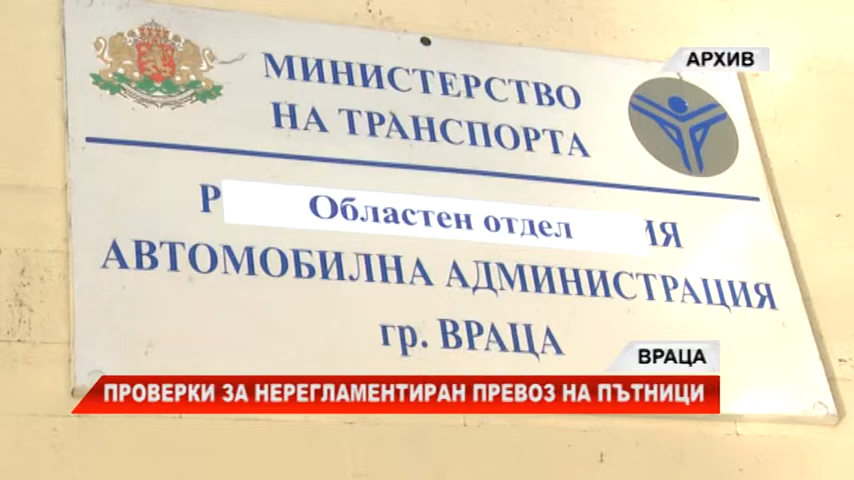 АРХИВ
МИНИСТЕРСТВО
НА ТРАНСПОРТА
Областен отдел
АВТОМОБИЛНА АДМИНИСТРАЦИЯ
гр. ВРАЦА
ВРАЦА
ПРОВЕРКИ ЗА НЕРЕГЛАМЕНТИРАН ПРЕВОЗ НА ПЪТНИЦИ